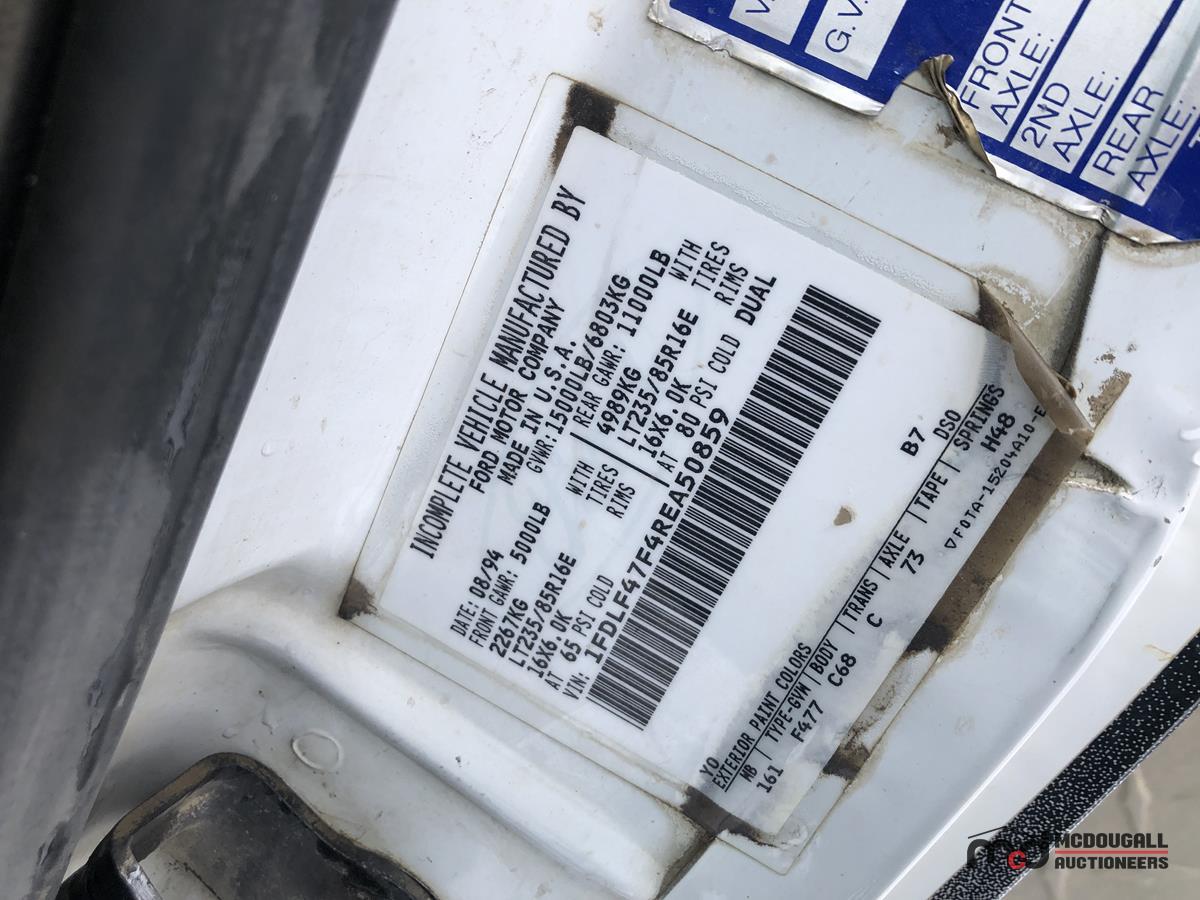 V.
G.V.
FRONT AXLE:
2ND AXLE:
REAR AXLE:
INCOMPLETE VEHICLE MANUFACTURED BY
FORD MOTOR COMPANY
MADE IN U.S.A.
DATE: 08/94 GVWR: 15000LB/6803KG
FRONT GAWR: 5000LB REAR GAWR: 11000LB
2267KG WITH 4989KG WITH
LT235/85R16E TIRES LT235/85R16E TIRES
16X6.0K RIMS 16X6.0K RIMS
AT 65 PSI COLD AT 80 PSI COLD DUAL
VIN: 1FDLF47F4REA50859
YO B7
EXTERIOR PAINT COLORS DSO
WB | TYPE-GVW | BODY | TRANS | AXLE | TAPE | SPRINGS
161 F477 C68 C 73 H48
▽ F0TA-15204A10-E
MCDOUGALL
AUCTIONEERS